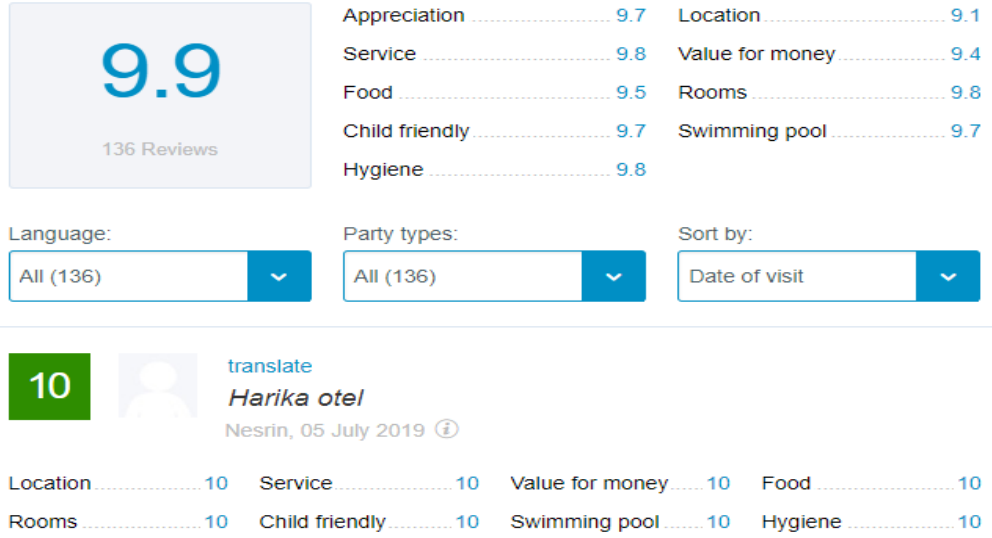 9.9
136 Reviews
Appreciation 9.7
Service 9.8
Food 9.5
Child friendly 9.7
Hygiene 9.8
Location 9.1
Value for money 9.4
Rooms 9.8
Swimming pool 9.7
Language:
All (136)
Party types:
All (136)
Sort by:
Date of visit
10
translate
Harika otel
Nesrin, 05 July 2019 i
Location 10 Service 10 Value for money 10 Food 10
Rooms 10 Child friendly 10 Swimming pool 10 Hygiene 10